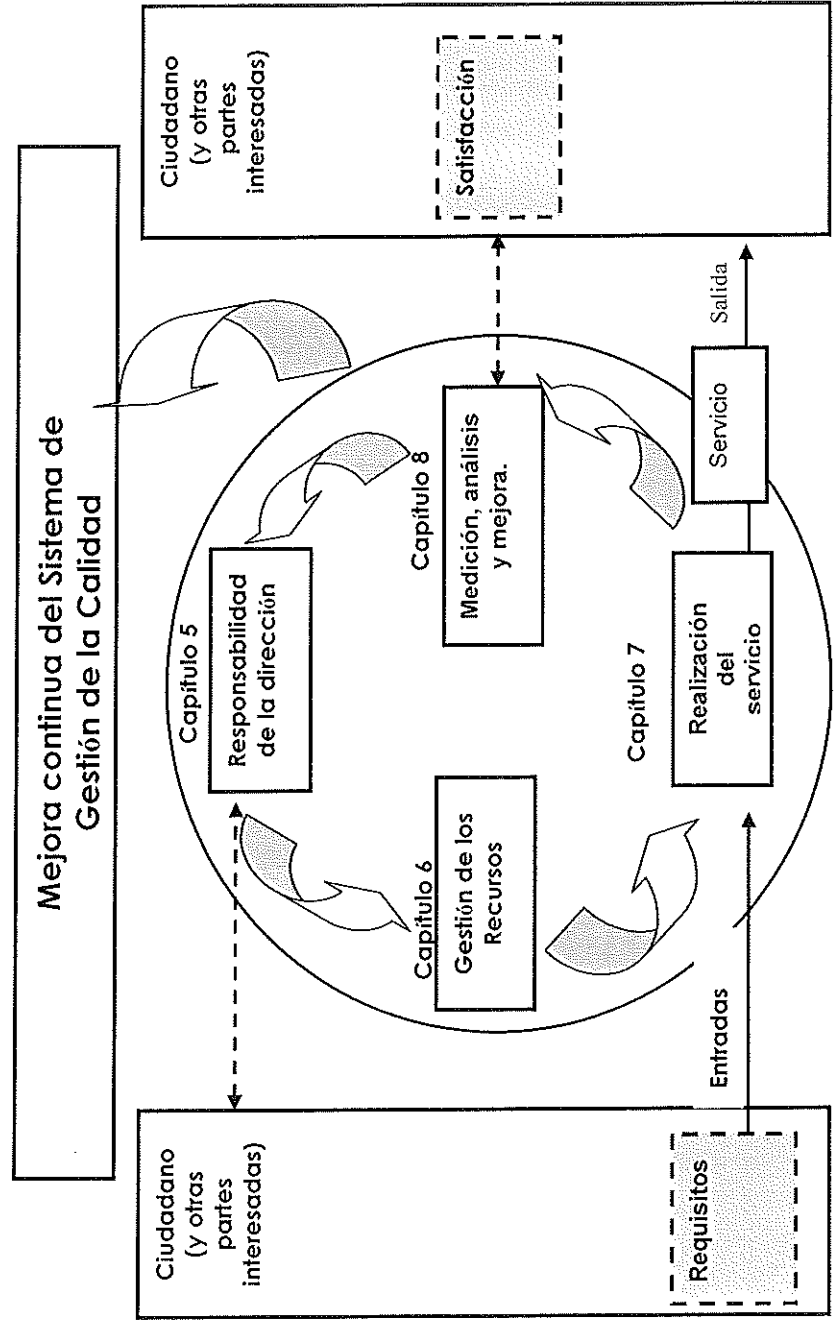 Mejora continua del Sistema de
Gestión de la Calidad
Ciudadano
(y otras
partes
interesadas)
Requisitos
Entradas
Capítulo 5
Responsabilidad
de la dirección
Capítulo 6
Gestión de los
Recursos
Capítulo 8
Medición, análisis
y mejora.
Capítulo 7
Realización
del
servicio
Servicio
Salida
Ciudadano
(y otras
partes
interesadas)
Satisfacción